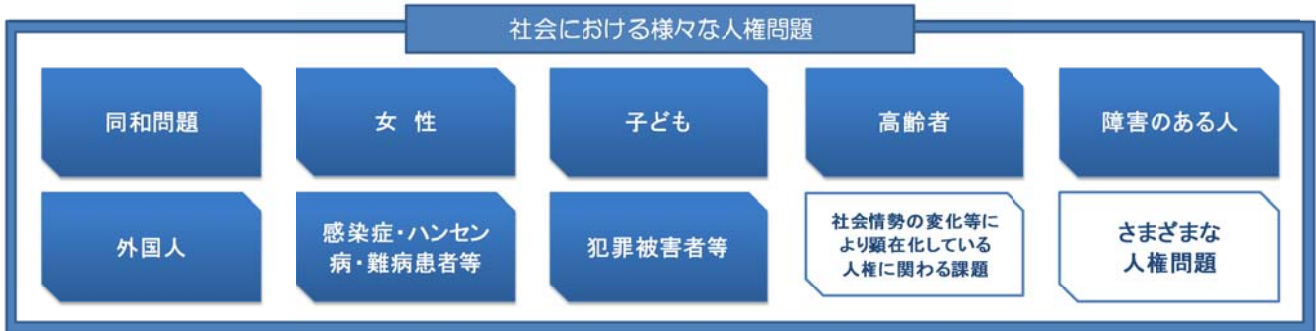 社会における様々な人権問題
同和問題
女 性
子ども
高齢者
障害のある人
外国人
感染症・ハンセン
病・難病患者等
犯罪被害者等
社会情勢の変化等に
より顕在化している
人権に関わる課題
さまざまな
人権問題